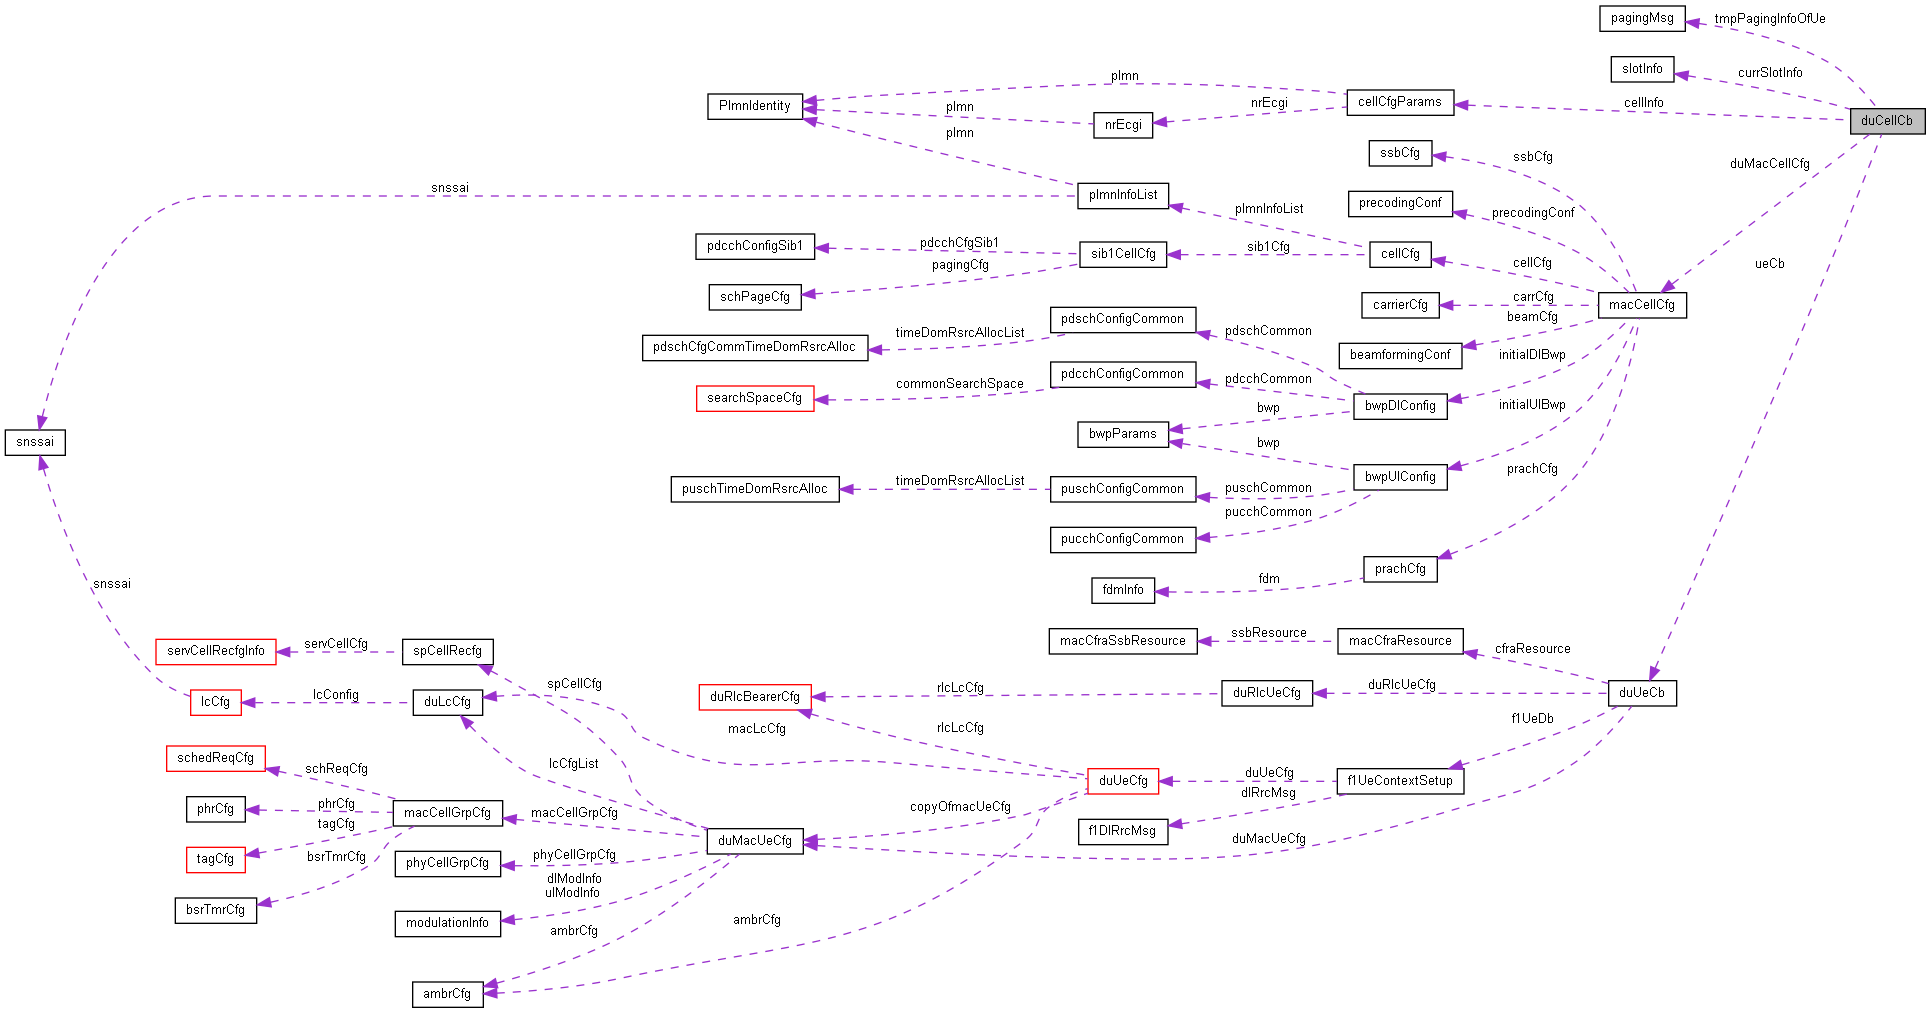 pagingMsg
tmpPagingInfoOfUe
slotInfo
currSlotInfo
plmn
PlmnIdentity
plmn
nrEcgi
cellCfgParams
cellInfo
duCellCb
nrEcgi
plmn
ssbCfg
ssbCfg
duMacCellCfg
snssai
plmnInfoList
plmnInfoList
precodingConf
precodingConf
pdcchConfigSib1
pdcchCfgSib1
sib1CellCfg
sib1Cfg
cellCfg
cellCfg
ueCb
pagingCfg
schPageCfg
carrierCfg
carrCfg
macCellCfg
beamCfg
pdschCfgCommTimeDomRsrcAlloc
timeDomRsrcAllocList
pdschConfigCommon
pdschCommon
beamformingConf
initialDlBwp
searchSpaceCfg
commonSearchSpace
pdcchConfigCommon
pdcchCommon
bwpDlConfig
initialUlBwp
bwp
bwpParams
bwp
snssai
puschTimeDomRsrcAlloc
timeDomRsrcAllocList
puschConfigCommon
puschCommon
bwpUlConfig
prachCfg
pucchCommon
pucchConfigCommon
prachCfg
fdm
fdmInfo
snssai
servCellRecfgInfo
servCellCfg
spCellRecfg
macCfraSsbResource
ssbResource
macCfraResource
cfraResource
lcCfg
lcConfig
duLcCfg
spCellCfg
duRlcBearerCfg
rlcLcCfg
duRlcUeCfg
duRlcUeCfg
duUeCb
macLcCfg
rlcLcCfg
f1UeDb
schedReqCfg
schReqCfg
lcCfgList
duUeCfg
duUeCfg
f1UeContextSetup
dlRrcMsg
phrCfg
phrCfg
macCellGrpCfg
macCellGrpCfg
copyOfmacUeCfg
tagCfg
duMacUeCfg
f1DlRrcMsg
duMacUeCfg
tagCfg
bsrTmrCfg
phyCellGrpCfg
phyCellGrpCfg
dlModInfo
ulModInfo
bsrTmrCfg
modulationInfo
ambrCfg
ambrCfg
ambrCfg